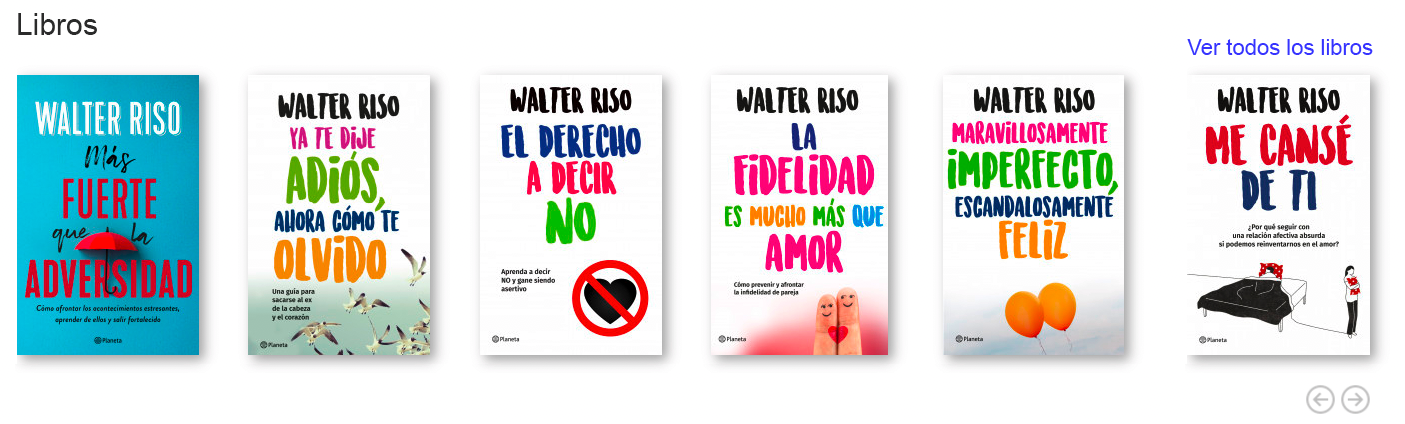 Libros
Ver todos los libros
WALTER RISO
Más
FUERTE
que la
ADVERSIDAD
Cómo afrontar los acontecimientos estresantes,
aprender de ellos y salir fortalecido
Planeta
WALTER RISO
YA TE DIJE
ADIÓS,
AHORA CÓMO TE
OLVIDO
Una guía para
sacarse al ex
de la cabeza
y el corazón
Planeta
WALTER RISO
EL DERECHO
A DECIR
NO
Aprenda a decir
NO y gane siendo
asertivo
Planeta
WALTER RISO
LA
FIDELIDAD
ES MUCHO MÁS QUE
AMOR
Cómo prevenir y afrontar
la infidelidad de pareja
Planeta
WALTER RISO
MARAVILLOSAMENTE
IMPERFECTO,
ESCANDALOSAMENTE
FELIZ
Planeta
WALTER RISO
ME CANSÉ
DE TI
¿Por qué seguir con
una relación afectiva absurda
si podemos reinventarnos en el amor?
Planeta